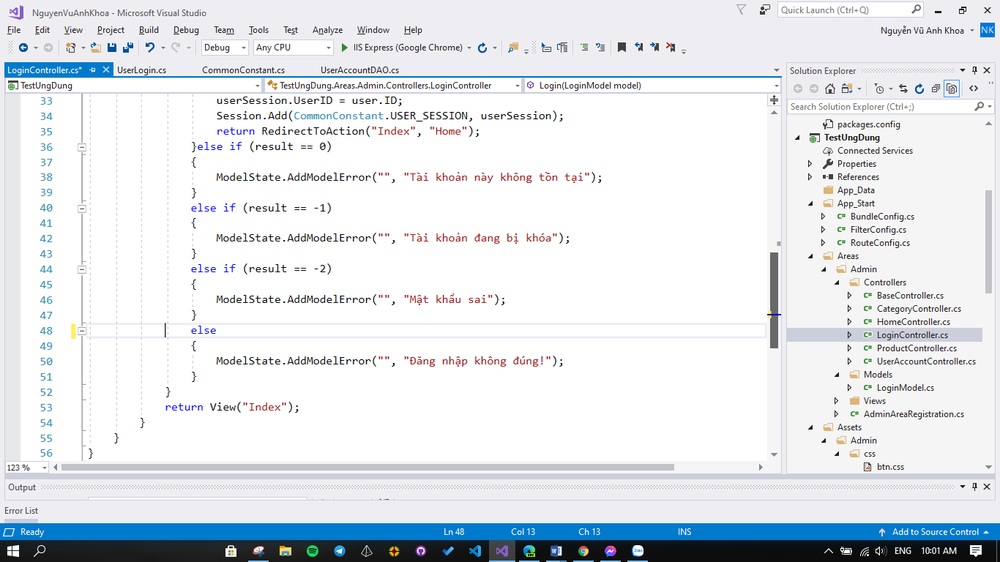 NguyenVuAnhKhoa - Microsoft Visual Studio
Quick Launch (Ctrl+Q)
File Edit View Project Build Debug Team Tools Test Analyze Window Help
Nguyễn Vũ Anh Khoa NK
Debug Any CPU IIS Express (Google Chrome)
LoginController.cs* UserLogin.cs CommonConstant.cs UserAccountDAO.cs
TestUngDung TestUngDung.Areas.Admin.Controllers.LoginController Login(LoginModel model)
33 userSession.UserID = user.ID;
34 Session.Add(CommonConstant.USER_SESSION, userSession);
35 return RedirectToAction("Index", "Home");
36 }else if (result == 0)
37 {
38 ModelState.AddModelError("", "Tài khoản này không tồn tại");
39 }
40 else if (result == -1)
41 {
42 ModelState.AddModelError("", "Tài khoản đang bị khóa");
43 }
44 else if (result == -2)
45 {
46 ModelState.AddModelError("", "Mật khẩu sai");
47 }
48 else
49 {
50 ModelState.AddModelError("", "Đăng nhập không đúng!");
51 }
52 }
53 return View("Index");
54 }
55 }
56 }
123 %
Solution Explorer
Search Solution Explorer (Ctrl+;)
packages.config
TestUngDung
Connected Services
Properties
References
App_Data
App_Start
C# BundleConfig.cs
C# FilterConfig.cs
C# RouteConfig.cs
Areas
Admin
Controllers
C# BaseController.cs
C# CategoryController.cs
C# HomeController.cs
C# LoginController.cs
C# ProductController.cs
C# UserAccountController.cs
Models
C# LoginModel.cs
Views
C# AdminAreaRegistration.cs
Assets
Admin
css
btn.css
Output
Error List
Ready Ln 48 Col 13 Ch 13 INS Add to Source Control
DEV W Zalo ENG 10:01 AM